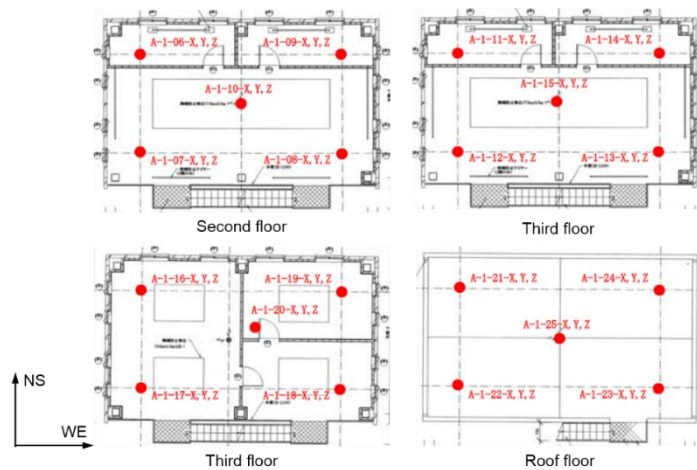 A-1-06-X, Y, Z
A-1-09-X, Y, Z
A-1-10-X, Y, Z
A-1-07-X, Y, Z
A-1-08-X, Y, Z
Second floor
A-1-11-X, Y, Z
A-1-14-X, Y, Z
A-1-15-X, Y, Z
A-1-12-X, Y, Z
A-1-13-X, Y, Z
Third floor
A-1-16-X, Y, Z
A-1-19-X, Y, Z
A-1-20-X, Y, Z
A-1-17-X, Y, Z
A-1-18-X, Y, Z
Third floor
A-1-21-X, Y, Z
A-1-24-X, Y, Z
A-1-25-X, Y, Z
A-1-22-X, Y, Z
A-1-23-X, Y, Z
Roof floor
NS
WE